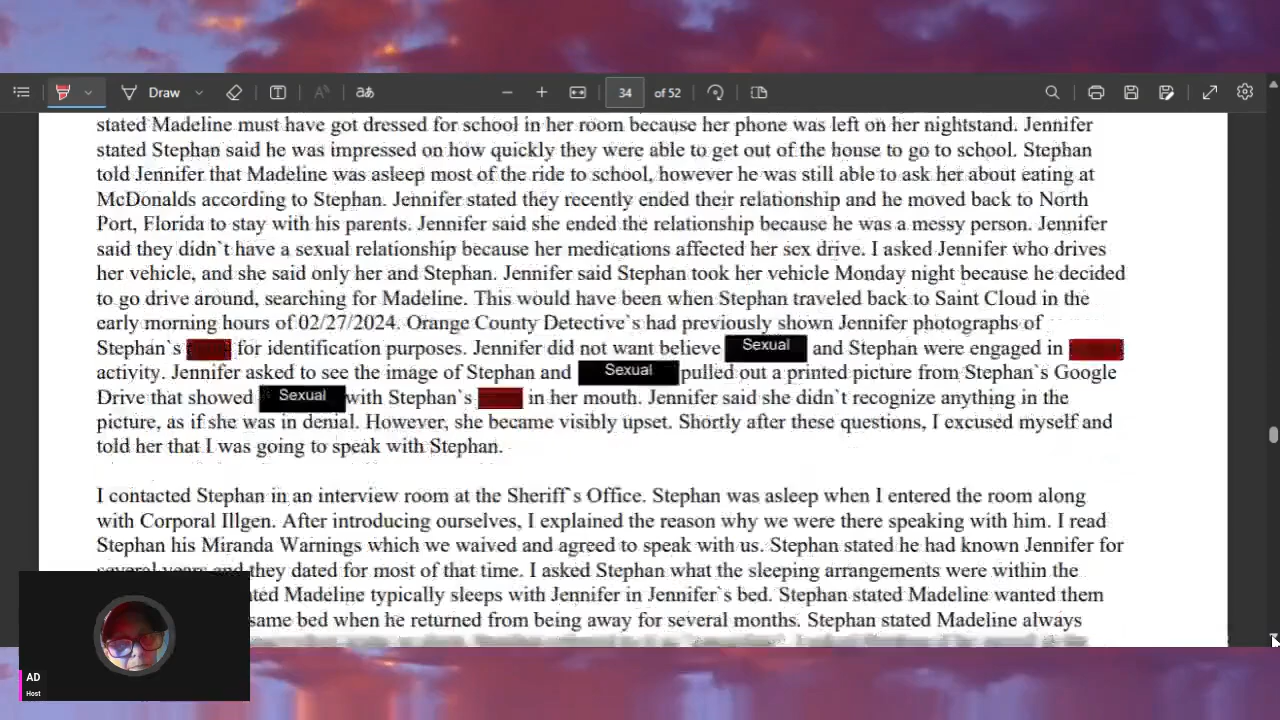 34 of 52
Draw
stated Madeline must have got dressed for school in her room because her phone was left on her nightstand. Jennifer
stated Stephan said he was impressed on how quickly they were able to get out of the house to go to school. Stephan
told Jennifer that Madeline was asleep most of the ride to school, however he was still able to ask her about eating at
McDonalds according to Stephan. Jennifer stated they recently ended their relationship and he moved back to North
Port, Florida to stay with his parents. Jennifer said she ended the relationship because he was a messy person. Jennifer
said they didn`t have a sexual relationship because her medications affected her sex drive. I asked Jennifer who drives
her vehicle, and she said only her and Stephan. Jennifer said Stephan took her vehicle Monday night because he decided
to go drive around, searching for Madeline. This would have been when Stephan traveled back to Saint Cloud in the
early morning hours of 02/27/2024. Orange County Detective`s had previously shown Jennifer photographs of
Stephan`s for identification purposes. Jennifer did not want believe Sexual and Stephan were engaged in
activity. Jennifer asked to see the image of Stephan and Sexual pulled out a printed picture from Stephan`s Google
Drive that showed Sexual with Stephan`s in her mouth. Jennifer said she didn`t recognize anything in the
picture, as if she was in denial. However, she became visibly upset. Shortly after these questions, I excused myself and
told her that I was going to speak with Stephan.
I contacted Stephan in an interview room at the Sheriff`s Office. Stephan was asleep when I entered the room along
with Corporal Illgen. After introducing ourselves, I explained the reason why we were there speaking with him. I read
Stephan his Miranda Warnings which we waived and agreed to speak with us. Stephan stated he had known Jennifer for
several years and they dated for most of that time. I asked Stephan what the sleeping arrangements were within the
Madeline typically sleeps with Jennifer in Jennifer`s bed. Stephan stated Madeline wanted them
same bed when he returned from being away for several months. Stephan stated Madeline always
AD
Host